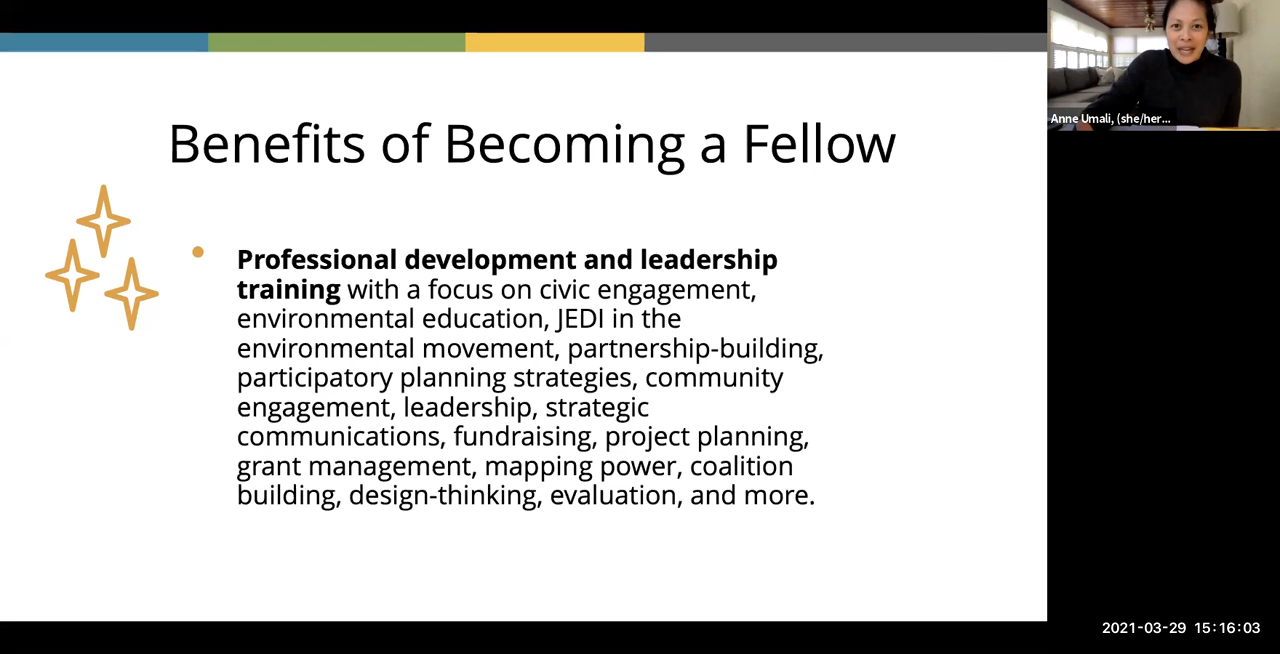 Benefits of Becoming a Fellow
Anne Umali, (she/her...
• Professional development and leadership
training with a focus on civic engagement,
environmental education, JEDI in the
environmental movement, partnership-building,
participatory planning strategies, community
engagement, leadership, strategic
communications, fundraising, project planning,
grant management, mapping power, coalition
building, design-thinking, evaluation, and more.
2021-03-29 15:16:03